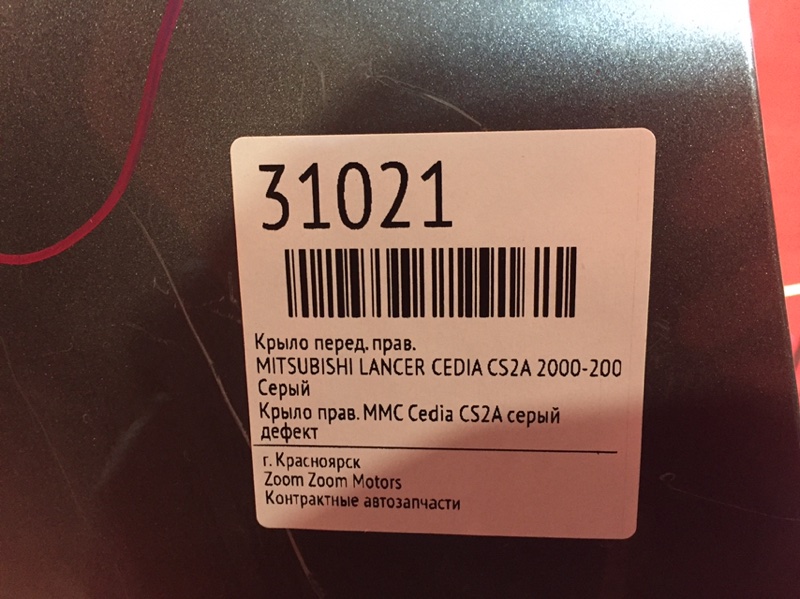 31021
Крыло перед. прав.
MITSUBISHI LANCER CEDIA CS2A 2000-200
Серый
Крыло прав. MMC Cedia CS2A серый
дефект
г. Красноярск
Zoom Zoom Motors
Контрактные автозапчасти